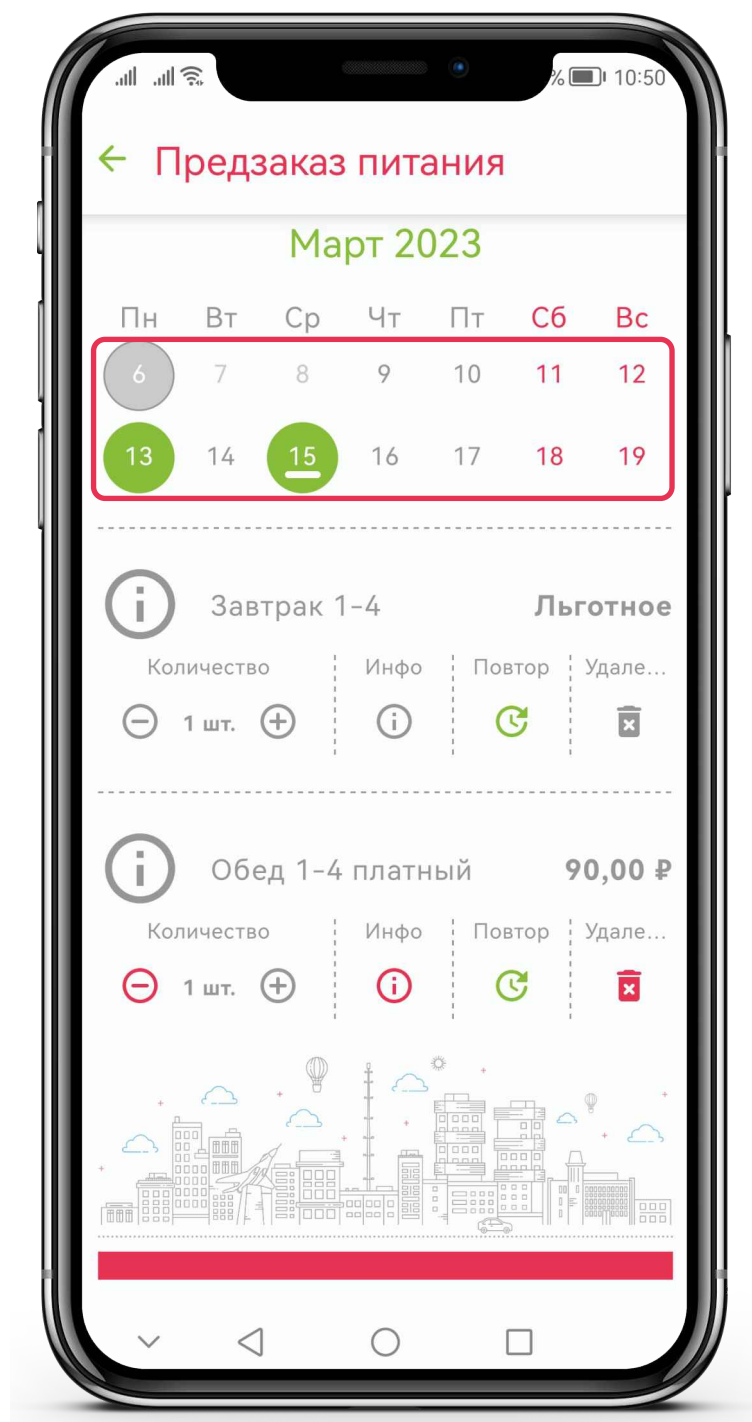 % 10:50
Предзаказ питания
Март 2023
Пн Вт Ср Чт Пт Сб Вс
6 7 8 9 10 11 12
13 14 15 16 17 18 19
Завтрак 1-4 Льготное
Количество Инфо Повтор Удале...
1 шт.
Обед 1-4 платный 90,00 ₽
Количество Инфо Повтор Удале...
1 шт.